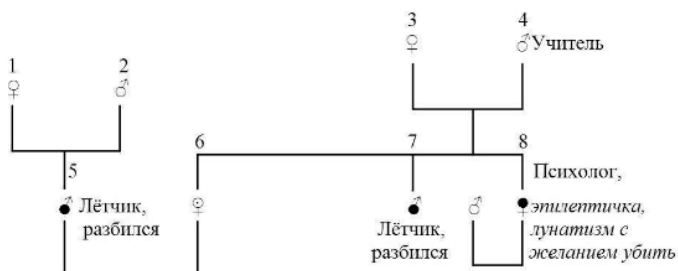 3 4
♀ ♂ Учитель
1 2
♀ ♂
6 7 8
5
Психолог,
♂ Лётчик,
разбился
♀
♂
Лётчик,
разбился
♂
♀ эпилептичка,
лунатизм с
желанием убить